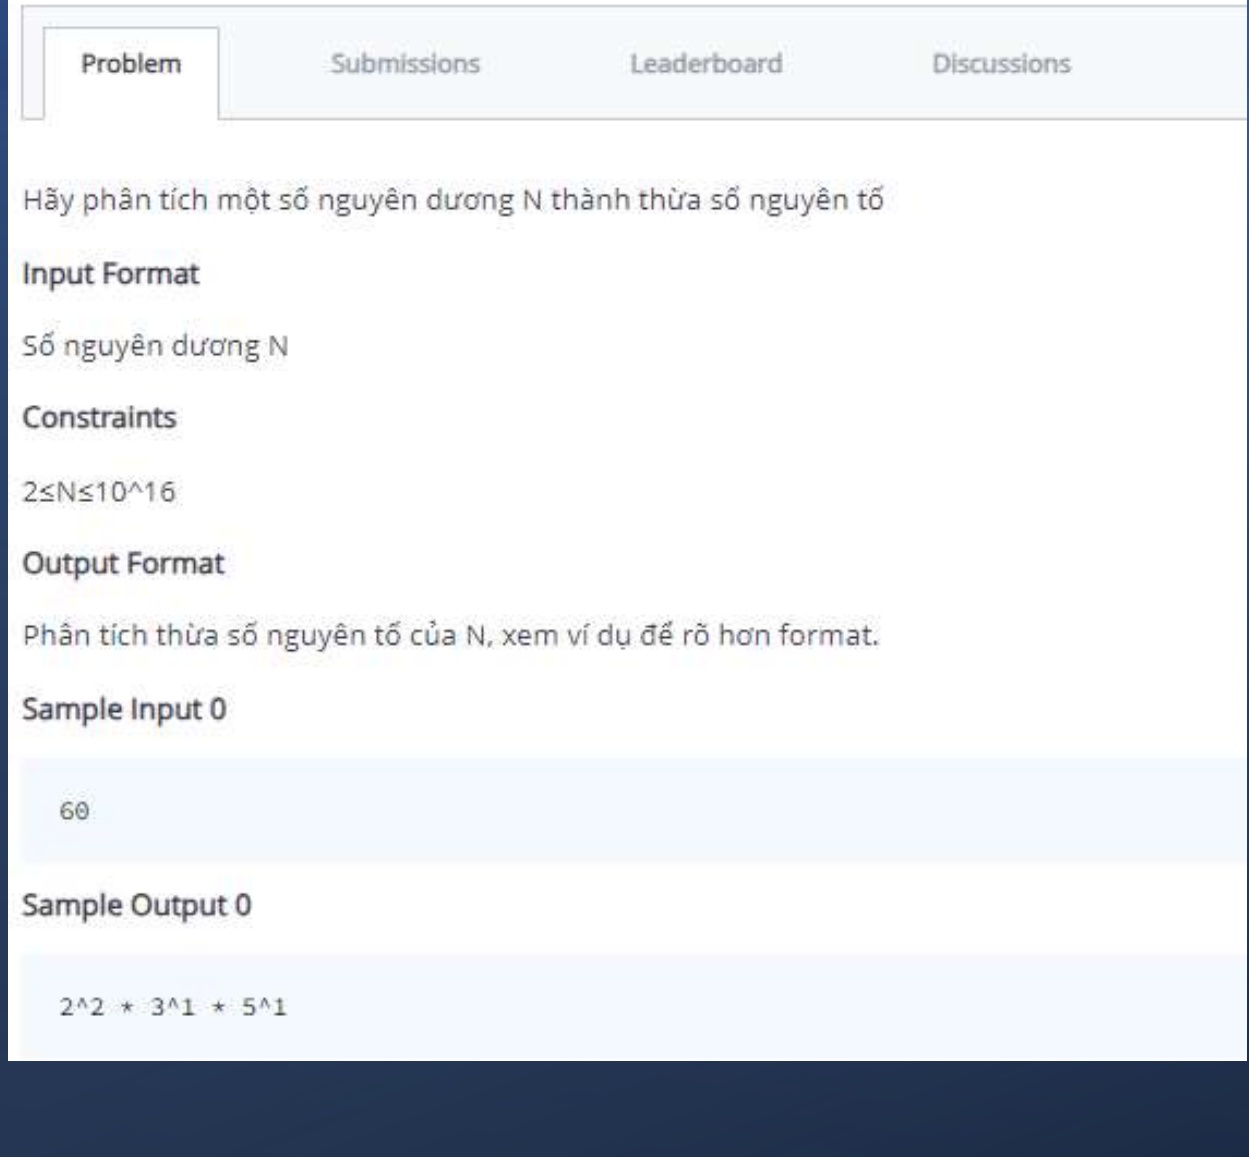 Problem Submissions Leaderboard Discussions
Hãy phân tích một số nguyên dương N thành thừa số nguyên tố
Input Format
Số nguyên dương N
Constraints
2≤N≤10^16
Output Format
Phân tích thừa số nguyên tố của N, xem ví dụ để rõ hơn format.
Sample Input 0
60
Sample Output 0
2^2 * 3^1 * 5^1